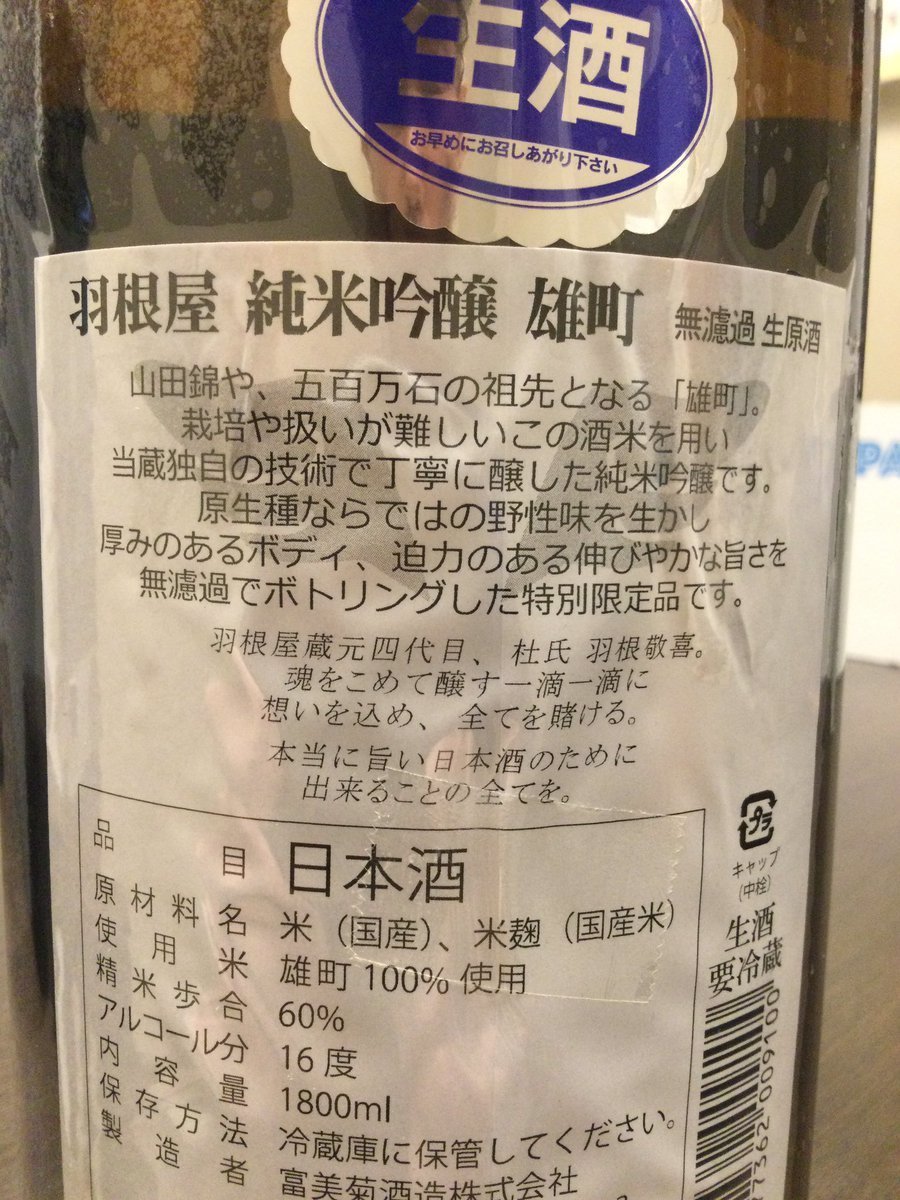 生酒
お早めにお召しあがり下さい
羽根屋 純米吟醸 雄町 無濾過 生原酒
山田錦や、五百万石の祖先となる「雄町」。
栽培や扱いが難しいこの酒米を用い
当蔵独自の技術で丁寧に醸した純米吟醸です。
原生種ならではの野性味を生かし
厚みのあるボディ、迫力のある伸びやかな旨さを
無濾過でボトリングした特別限定品です。
羽根屋蔵元四代目、杜氏 羽根敬喜。
魂をこめて醸す一滴一滴に
想いを込め、全てを賭ける。
本当に旨い日本酒のために
出来ることの全てを。
品目 日本酒
原材料名 米（国産）、米麹（国産米）
使用米 雄町 100% 使用
精米歩合 60%
アルコール分 16 度
内容量 1800ml
保存方法 冷蔵庫に保管してください。
製造者 富美菊酒造株式会社
プラ
キャップ
（中栓）
生酒
要冷蔵
37362 009100
PA